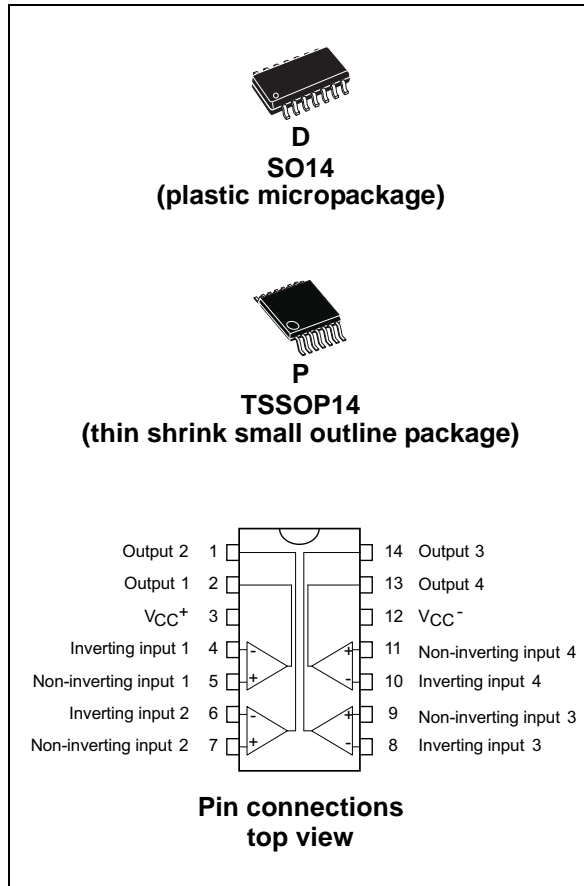 D
SO14
(plastic micropackage)
P
TSSOP14
(thin shrink small outline package)
Output 2 1 14 Output 3
Output 1 2 13 Output 4
VCC+ 3 12 VCC-
Inverting input 1 4 - + 11 Non-inverting input 4
Non-inverting input 1 5 + - 10 Inverting input 4
Inverting input 2 6 - + 9 Non-inverting input 3
Non-inverting input 2 7 + - 8 Inverting input 3
Pin connections
top view